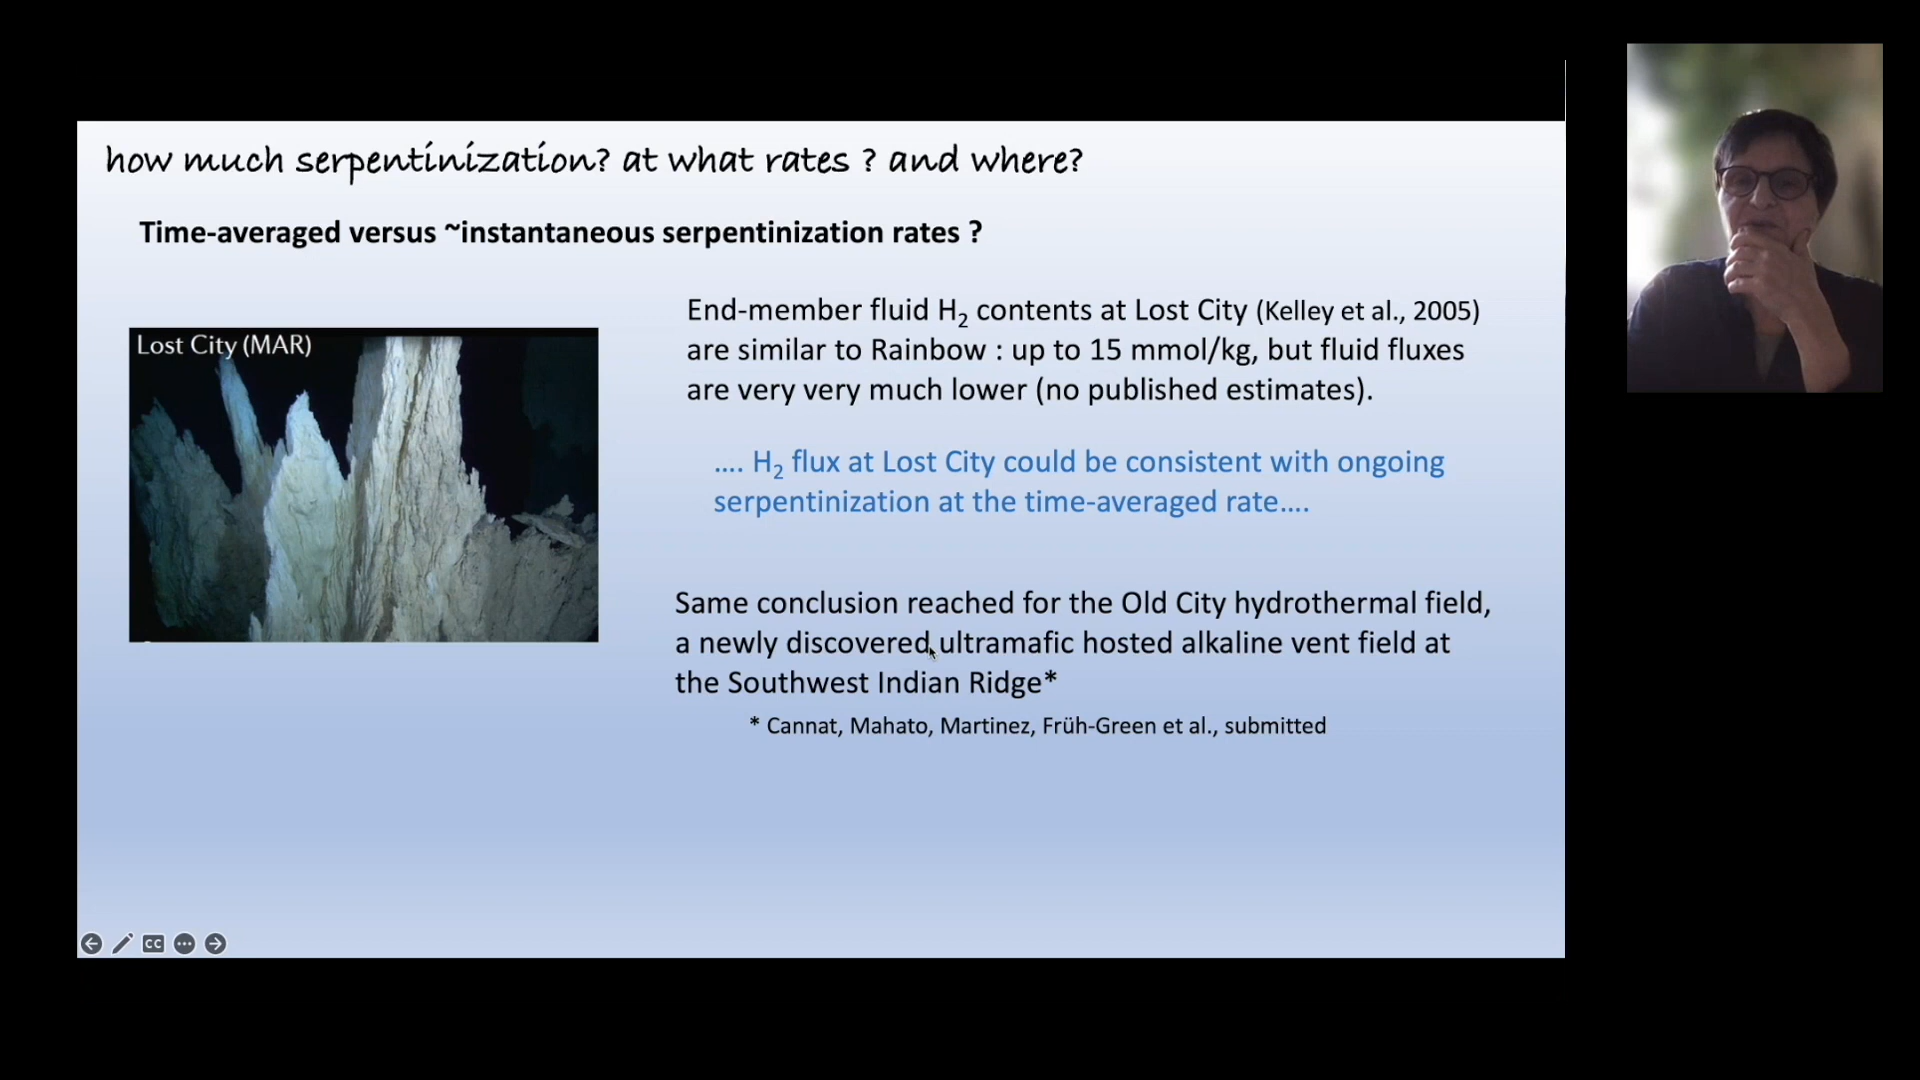 how much serpentinization? at what rates ? and where?
Time-averaged versus ~instantaneous serpentinization rates ?
Lost City (MAR)
End-member fluid H₂ contents at Lost City (Kelley et al., 2005)
are similar to Rainbow : up to 15 mmol/kg, but fluid fluxes
are very very much lower (no published estimates).
.... H₂ flux at Lost City could be consistent with ongoing
serpentinization at the time-averaged rate....
Same conclusion reached for the Old City hydrothermal field,
a newly discovered ultramafic hosted alkaline vent field at
the Southwest Indian Ridge*
* Cannat, Mahato, Martinez, Früh-Green et al., submitted
CC